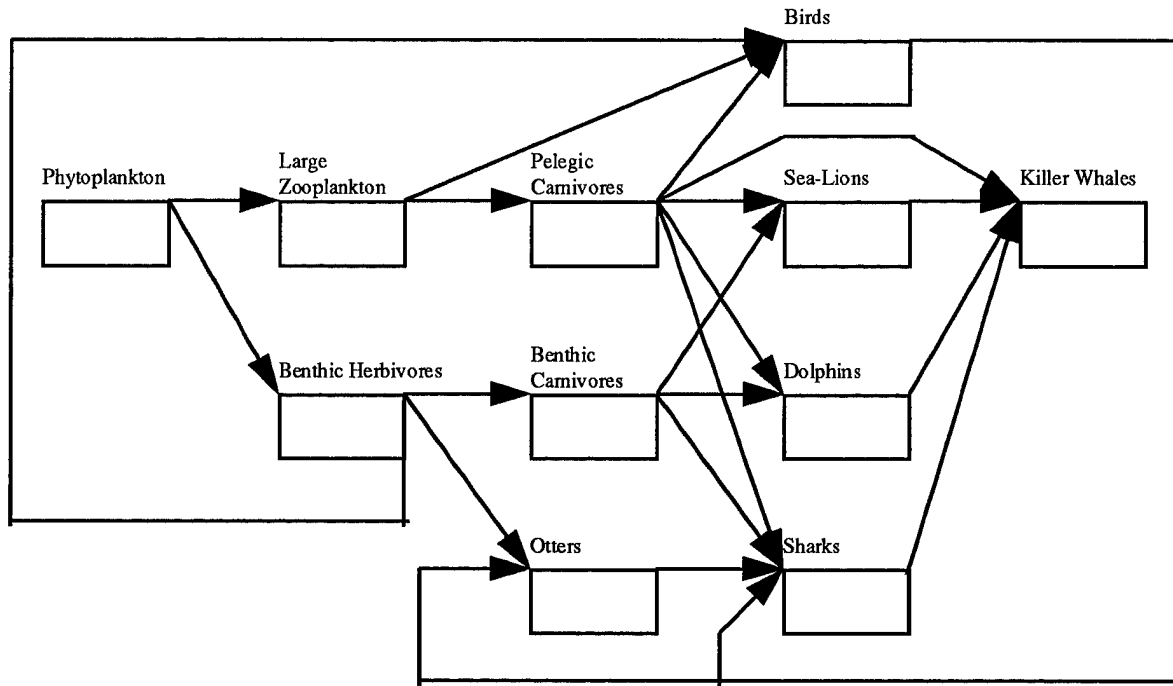 Birds
Large
Zooplankton
Pelegic
Carnivores
Phytoplankton
Sea-Lions
Killer Whales
Benthic Herbivores
Benthic
Carnivores
Dolphins
Otters
Sharks